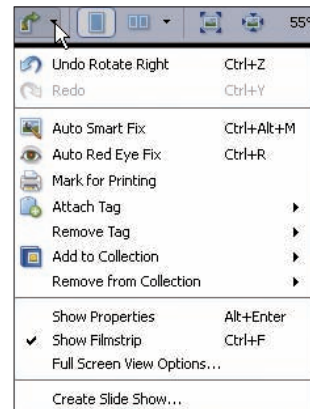 55%
Undo Rotate Right Ctrl+Z
Redo Ctrl+Y
Auto Smart Fix Ctrl+Alt+M
Auto Red Eye Fix Ctrl+R
Mark for Printing
Attach Tag
Remove Tag
Add to Collection
Remove from Collection
Show Properties Alt+Enter
Show Filmstrip Ctrl+F
Full Screen View Options...
Create Slide Show...